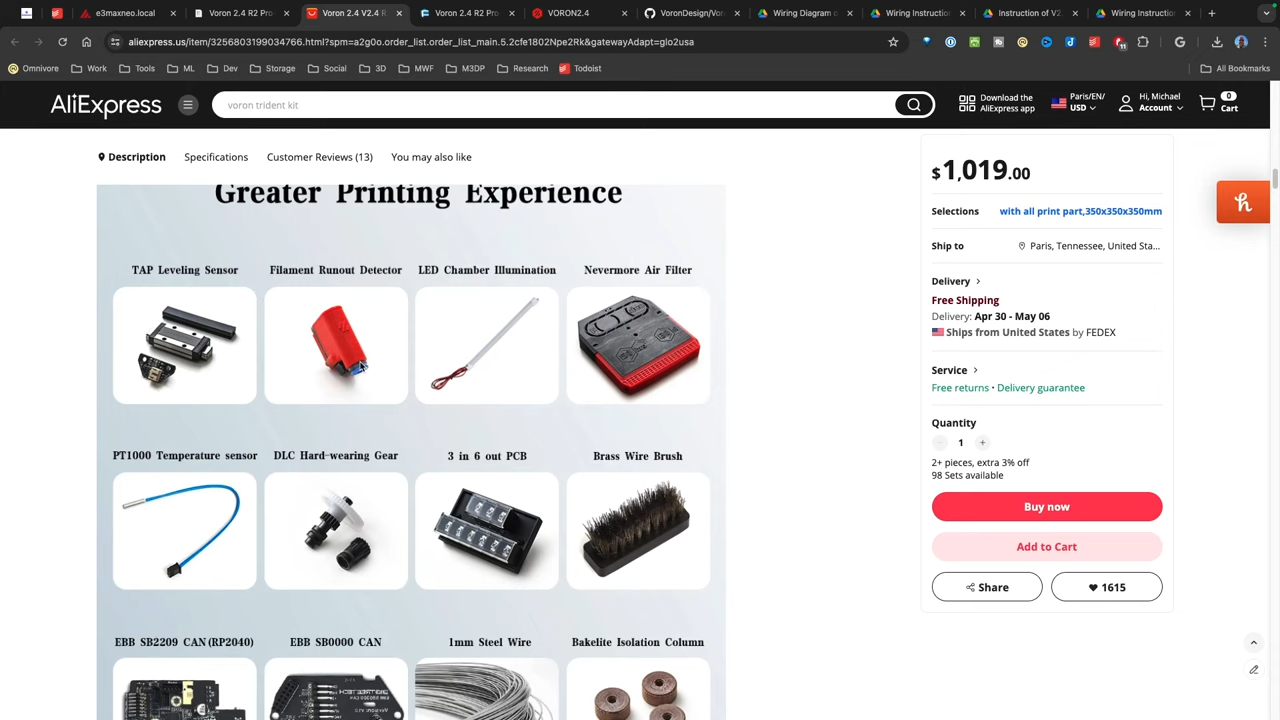 e3maxneo.local
Voron 2.4 R2 Pro
Voron 2.4 V2.4 R
Voron 2.4 R2 Pro
VORON2.4
VoronDesign/Vor
Wiring Diagram o
Wiring Instruction
Instruction of V2.
Wiring Instruction
aliexpress.us/item/3256803199034766.html?spm=a2g0o.order_list.order_list_main.5.2cfe1802Npe2Rk&gatewayAdapt=glo2usa
11
Omnivore
Work
Tools
ML
Dev
Storage
Social
3D
MWF
M3DP
Research
Todoist
All Bookmarks
AliExpress
voron trident kit
Download the
AliExpress app
Paris/EN/
USD
Hi, Michael
Account
0
Cart
Description
Specifications
Customer Reviews (13)
You may also like
Greater Printing Experience
TAP Leveling Sensor
Filament Runout Detector
LED Chamber Illumination
Nevermore Air Filter
PT1000 Temperature sensor
DLC Hard-wearing Gear
3 in 6 out PCB
Brass Wire Brush
EBB SB2209 CAN (RP2040)
EBB SB0000 CAN
1mm Steel Wire
Bakelite Isolation Column
$1,019.00
Selections
with all print part,350x350x350mm
Ship to
Paris, Tennessee, United Sta...
Delivery
Free Shipping
Delivery: Apr 30 - May 06
Ships from United States by FEDEX
Service
Free returns • Delivery guarantee
Quantity
- 1 +
2+ pieces, extra 3% off
98 Sets available
Buy now
Add to Cart
Share
1615